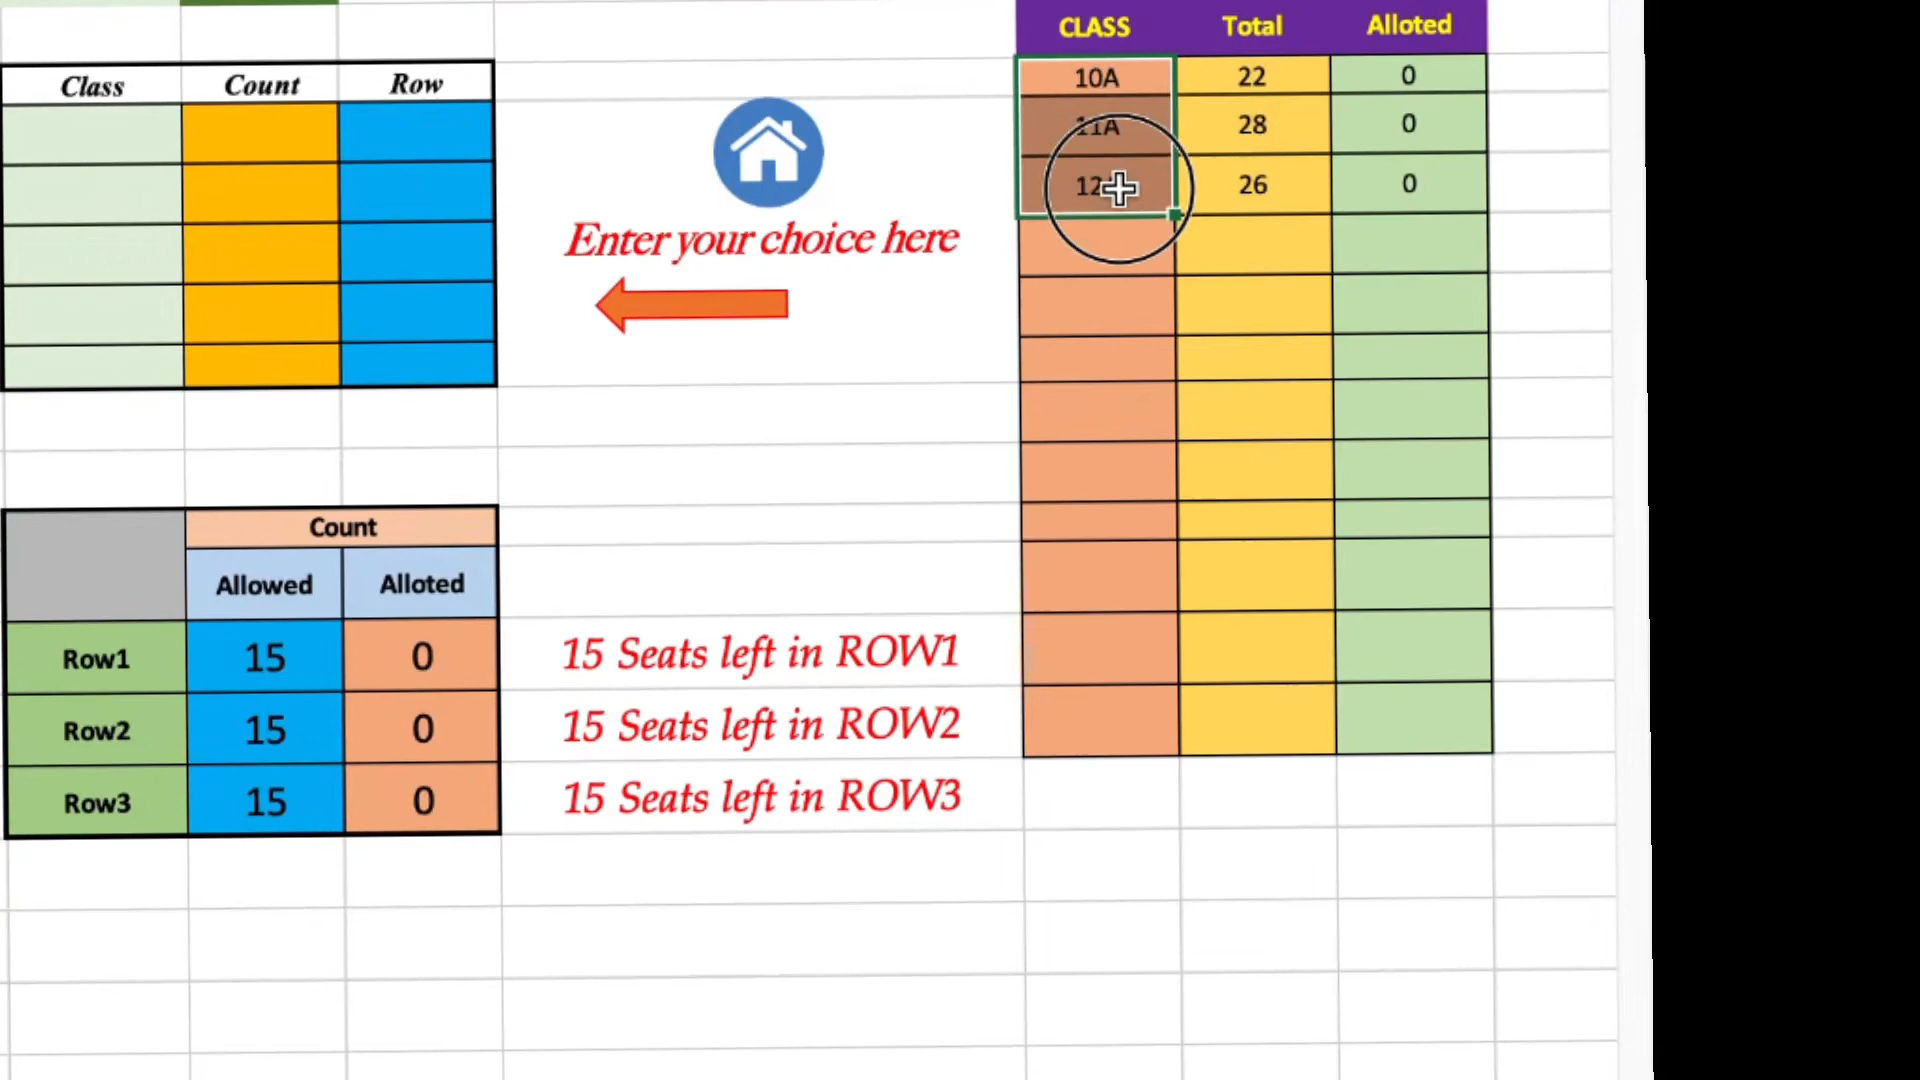 CLASS Total Alloted
10A 22 0
11A 28 0
12 26 0
Class Count Row
Enter your choice here
Count
Allowed Alloted
Row1 15 0 15 Seats left in ROW1
Row2 15 0 15 Seats left in ROW2
Row3 15 0 15 Seats left in ROW3